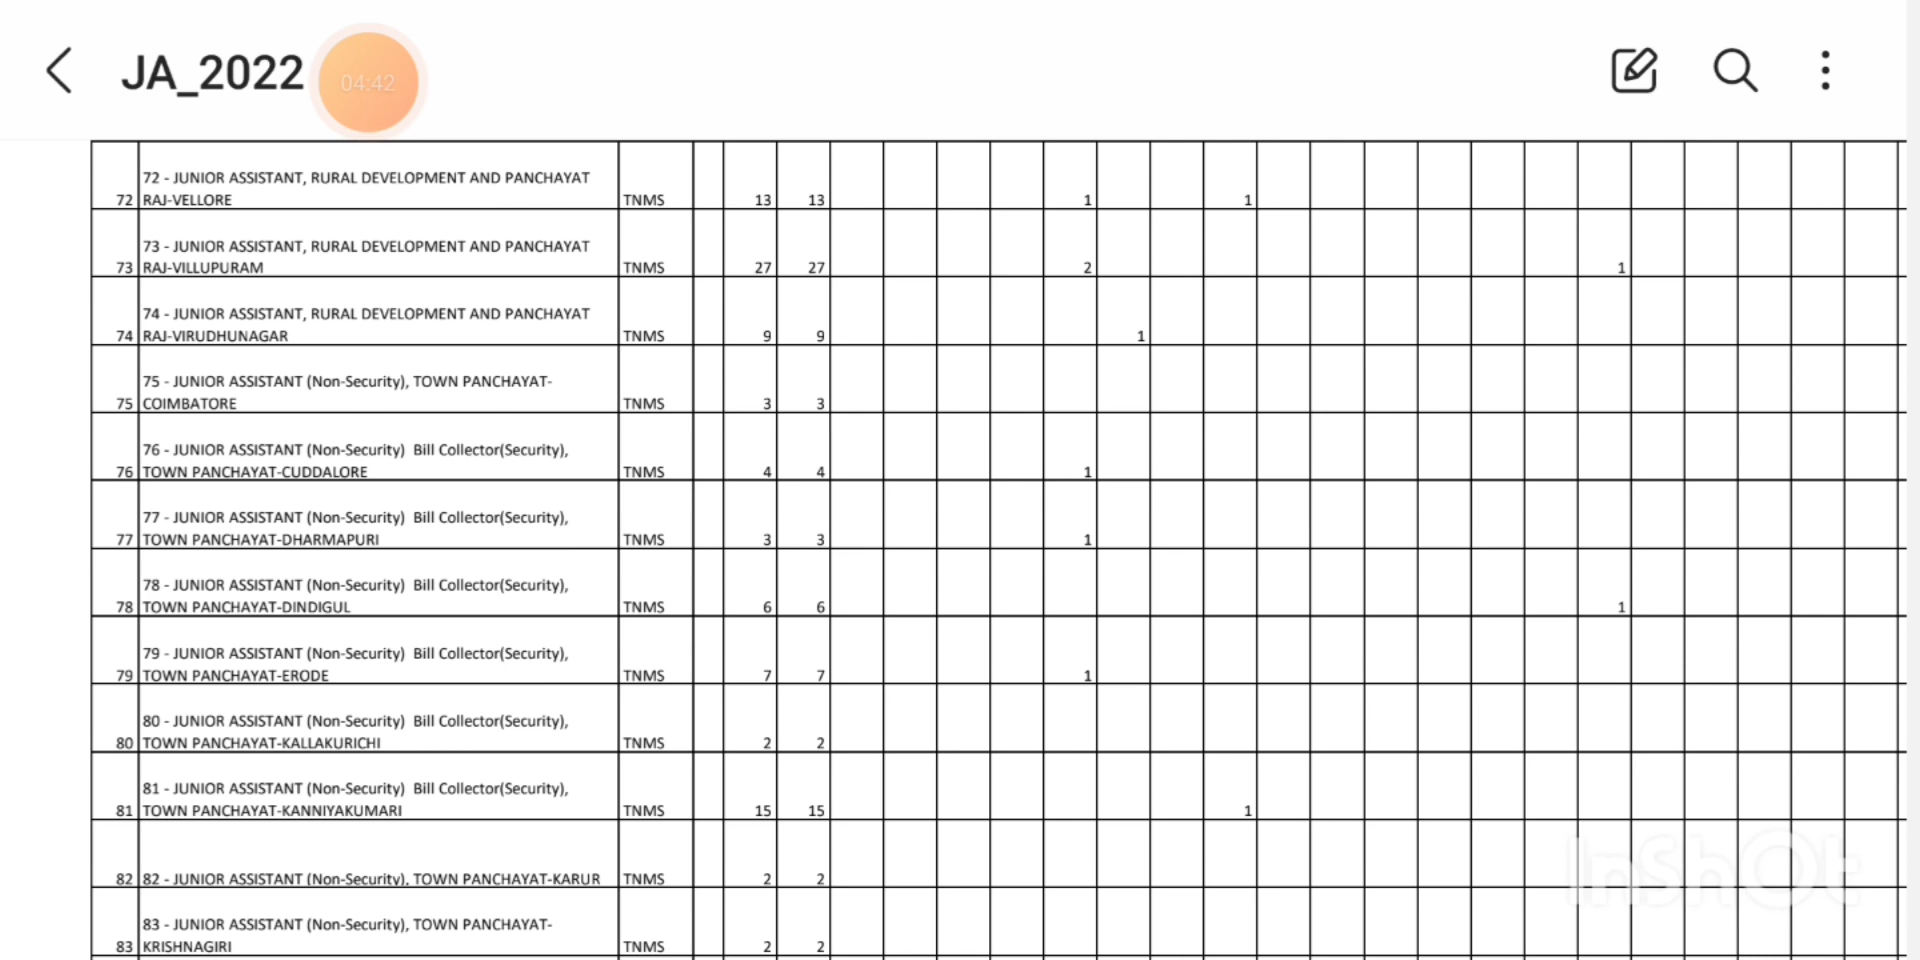 JA_2022
04:42
72 - JUNIOR ASSISTANT, RURAL DEVELOPMENT AND PANCHAYAT
72 RAJ-VELLORE TNMS 13 13 1 1
73 - JUNIOR ASSISTANT, RURAL DEVELOPMENT AND PANCHAYAT
73 RAJ-VILLUPURAM TNMS 27 27 2 1
74 - JUNIOR ASSISTANT, RURAL DEVELOPMENT AND PANCHAYAT
74 RAJ-VIRUDHUNAGAR TNMS 9 9 1
75 - JUNIOR ASSISTANT (Non-Security), TOWN PANCHAYAT-
75 COIMBATORE TNMS 3 3
76 - JUNIOR ASSISTANT (Non-Security) Bill Collector(Security),
76 TOWN PANCHAYAT-CUDDALORE TNMS 4 4 1
77 - JUNIOR ASSISTANT (Non-Security) Bill Collector(Security),
77 TOWN PANCHAYAT-DHARMAPURI TNMS 3 3 1
78 - JUNIOR ASSISTANT (Non-Security) Bill Collector(Security),
78 TOWN PANCHAYAT-DINDIGUL TNMS 6 6 1
79 - JUNIOR ASSISTANT (Non-Security) Bill Collector(Security),
79 TOWN PANCHAYAT-ERODE TNMS 7 7 1
80 - JUNIOR ASSISTANT (Non-Security) Bill Collector(Security),
80 TOWN PANCHAYAT-KALLAKURICHI TNMS 2 2
81 - JUNIOR ASSISTANT (Non-Security) Bill Collector(Security),
81 TOWN PANCHAYAT-KANNIYAKUMARI TNMS 15 15 1
82 82 - JUNIOR ASSISTANT (Non-Security), TOWN PANCHAYAT-KARUR TNMS 2 2
83 - JUNIOR ASSISTANT (Non-Security), TOWN PANCHAYAT-
83 KRISHNAGIRI TNMS 2 2
InShOt